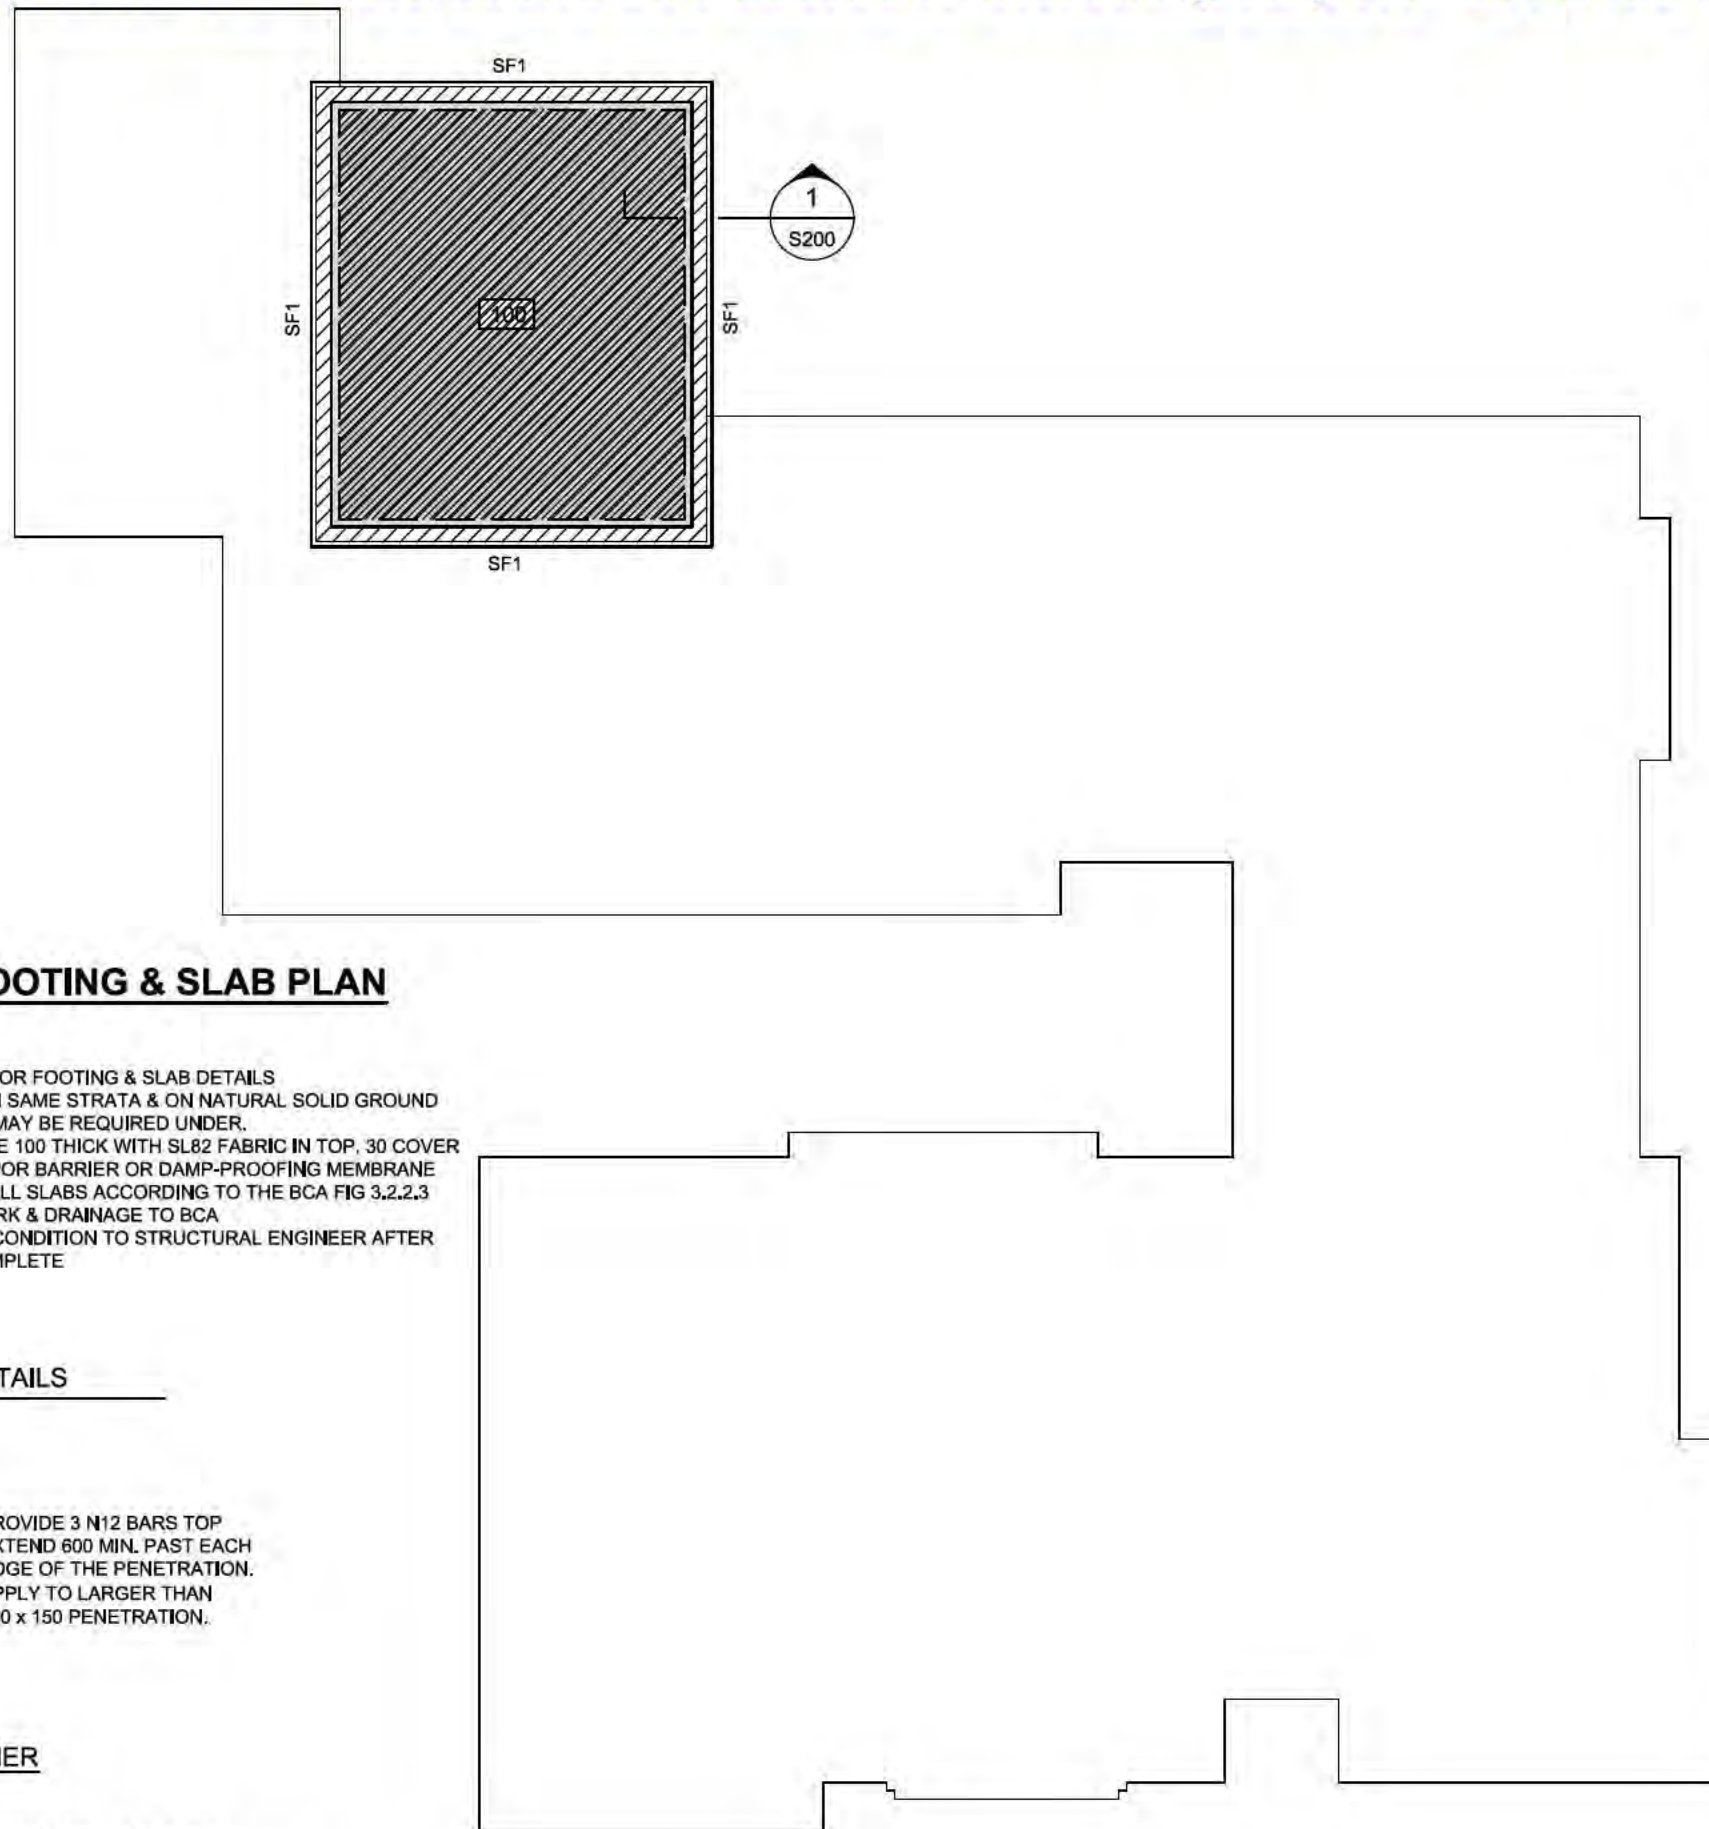 SF1
1
S200
SF1
100
SF1
SF1
OOTING & SLAB PLAN
OR FOOTING & SLAB DETAILS
SAME STRATA & ON NATURAL SOLID GROUND
MAY BE REQUIRED UNDER.
E 100 THICK WITH SL82 FABRIC IN TOP, 30 COVER
OR BARRIER OR DAMP-PROOFING MEMBRANE
LL SLABS ACCORDING TO THE BCA FIG 3.2.2.3
RK & DRAINAGE TO BCA
CONDITION TO STRUCTURAL ENGINEER AFTER
MPLETE
TAILS
ROVIDE 3 N12 BARS TOP
XTEND 600 MIN. PAST EACH
DGE OF THE PENETRATION.
PPLY TO LARGER THAN
0 x 150 PENETRATION.
NER